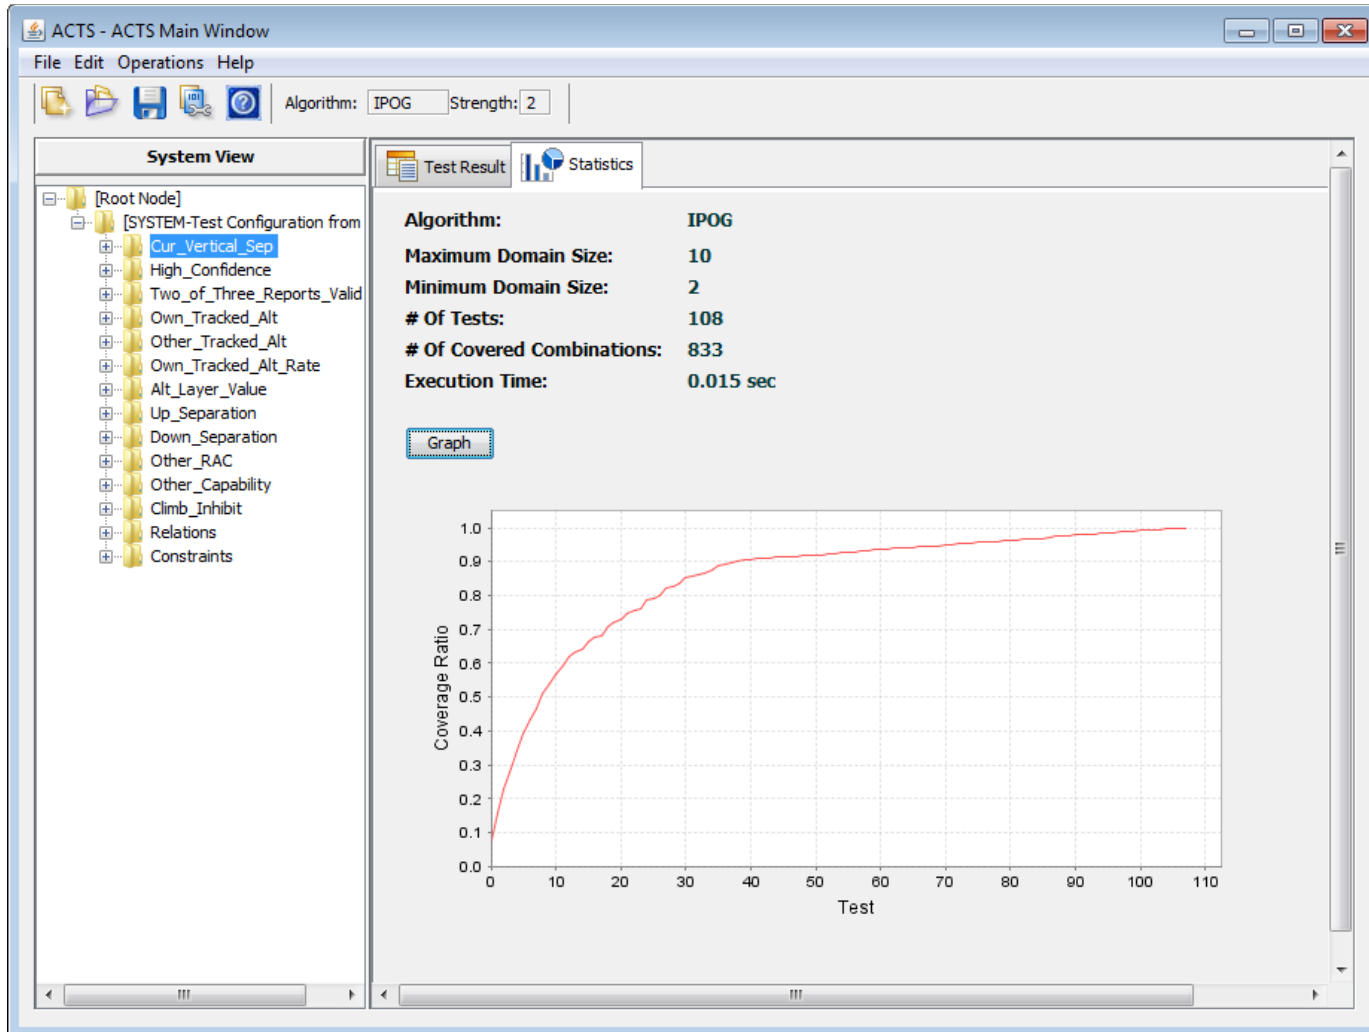 ACTS - ACTS Main Window
File Edit Operations Help
Algorithm: IPOG Strength: 2
System View
[Root Node]
[SYSTEM-Test Configuration from
Cur_Vertical_Sep
High_Confidence
Two_of_Three_Reports_Valid
Own_Tracked_Alt
Other_Tracked_Alt
Own_Tracked_Alt_Rate
Alt_Layer_Value
Up_Separation
Down_Separation
Other_RAC
Other_Capability
Climb_Inhibit
Relations
Constraints
Test Result Statistics
Algorithm: IPOG
Maximum Domain Size: 10
Minimum Domain Size: 2
# Of Tests: 108
# Of Covered Combinations: 833
Execution Time: 0.015 sec
Graph
Coverage Ratio
1.0
0.9
0.8
0.7
0.6
0.5
0.4
0.3
0.2
0.1
0.0
0 10 20 30 40 50 60 70 80 90 100 110
Test